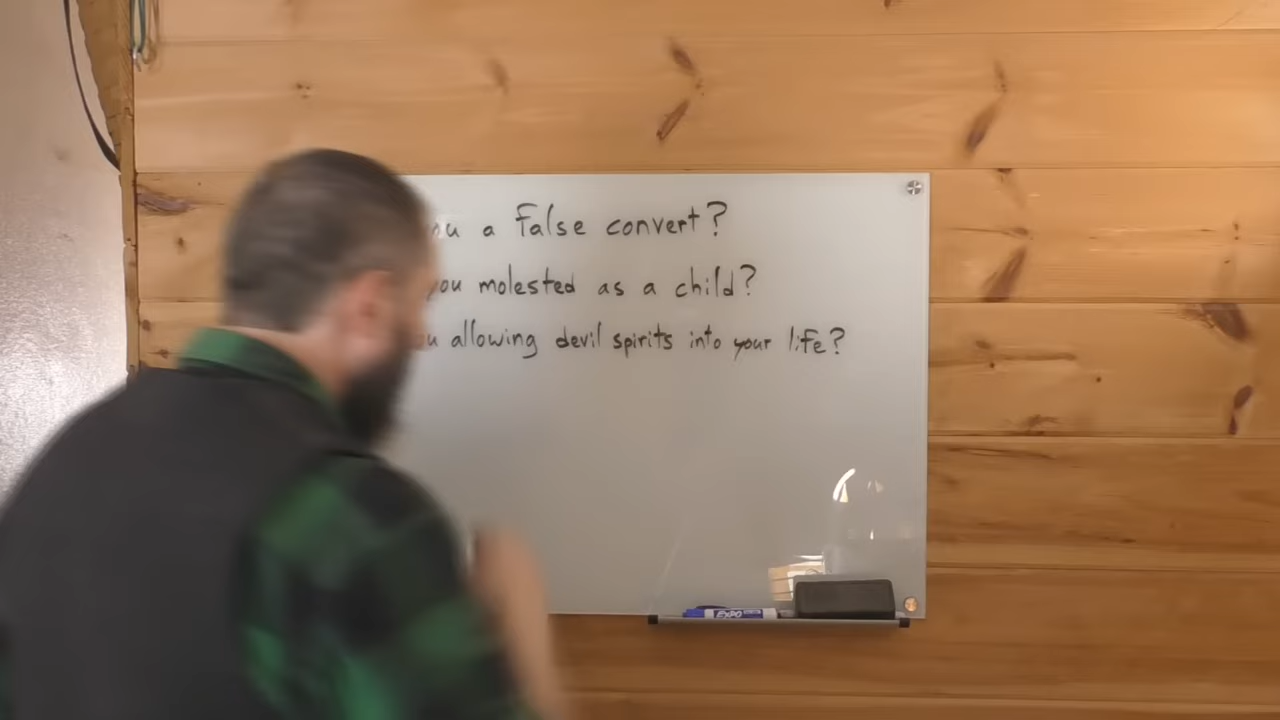 a false convert?
you molested as a child?
allowing devil spirits into your life?
EXPO